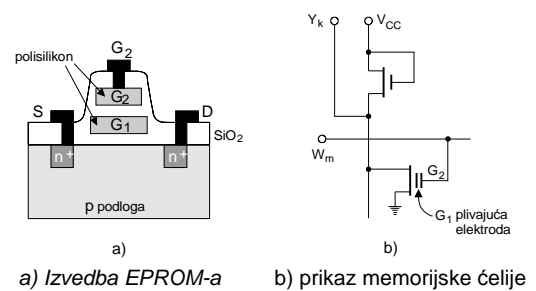 G2
polisilikon
G2
S
D
G1
SiO2
n+
n+
p podloga
a)
Yk
VCC
Wm
G2
G1 plivajuća
elektroda
b)
a) Izvedba EPROM-a
b) prikaz memorijske ćelije